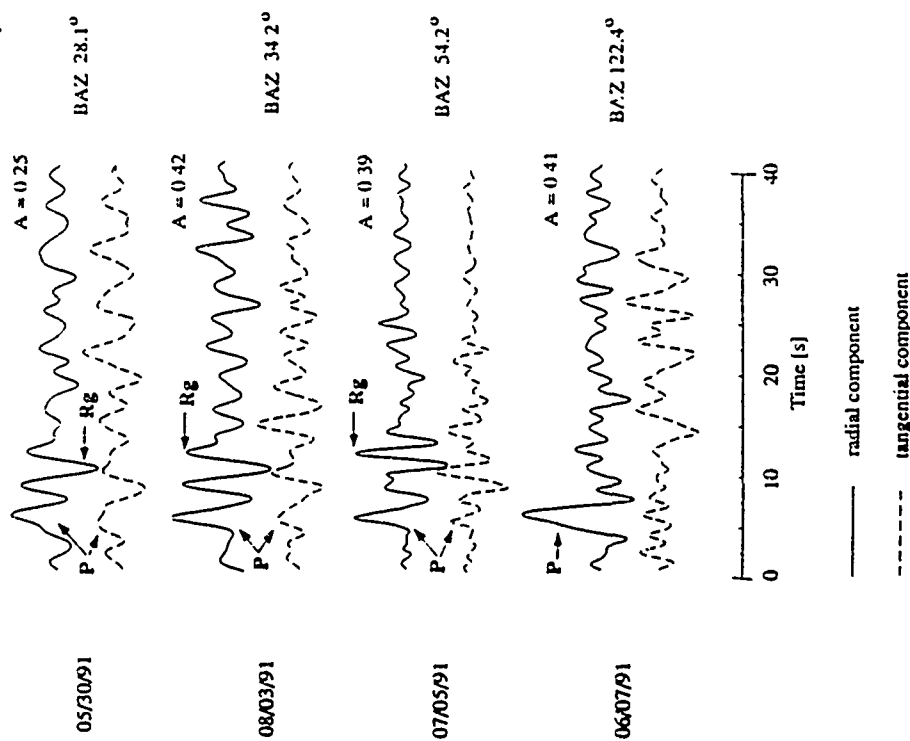 05/30/91
A = 0 25
BAZ 28.1°
P
Rg
08/03/91
A = 0 42
BAZ 34 2°
P
Rg
07/05/91
A = 0 39
BAZ 54.2°
P
Rg
06/07/91
A = 0 41
BAZ 122.4°
P
0 10 20 30 40
Time [s]
radial component
tangential component